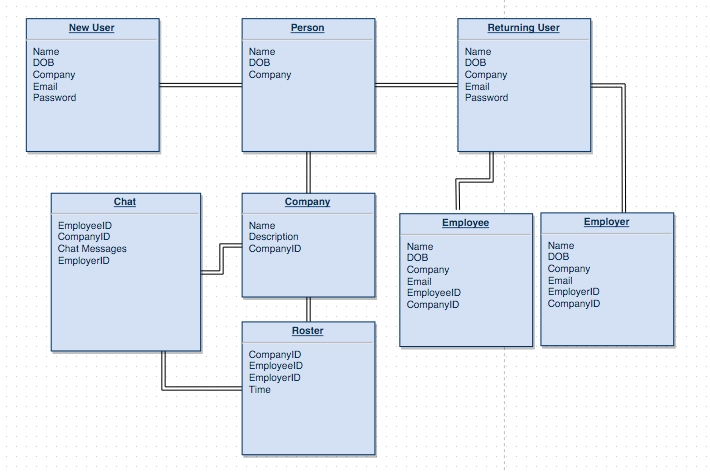 New User
Name
DOB
Company
Email
Password
Person
Name
DOB
Company
Returning User
Name
DOB
Company
Email
Password
Chat
EmployeeID
CompanyID
Chat Messages
EmployerID
Company
Name
Description
CompanyID
Employee
Name
DOB
Company
Email
EmployeeID
CompanyID
Employer
Name
DOB
Company
Email
EmployerID
CompanyID
Roster
CompanyID
EmployeeID
EmployerID
Time